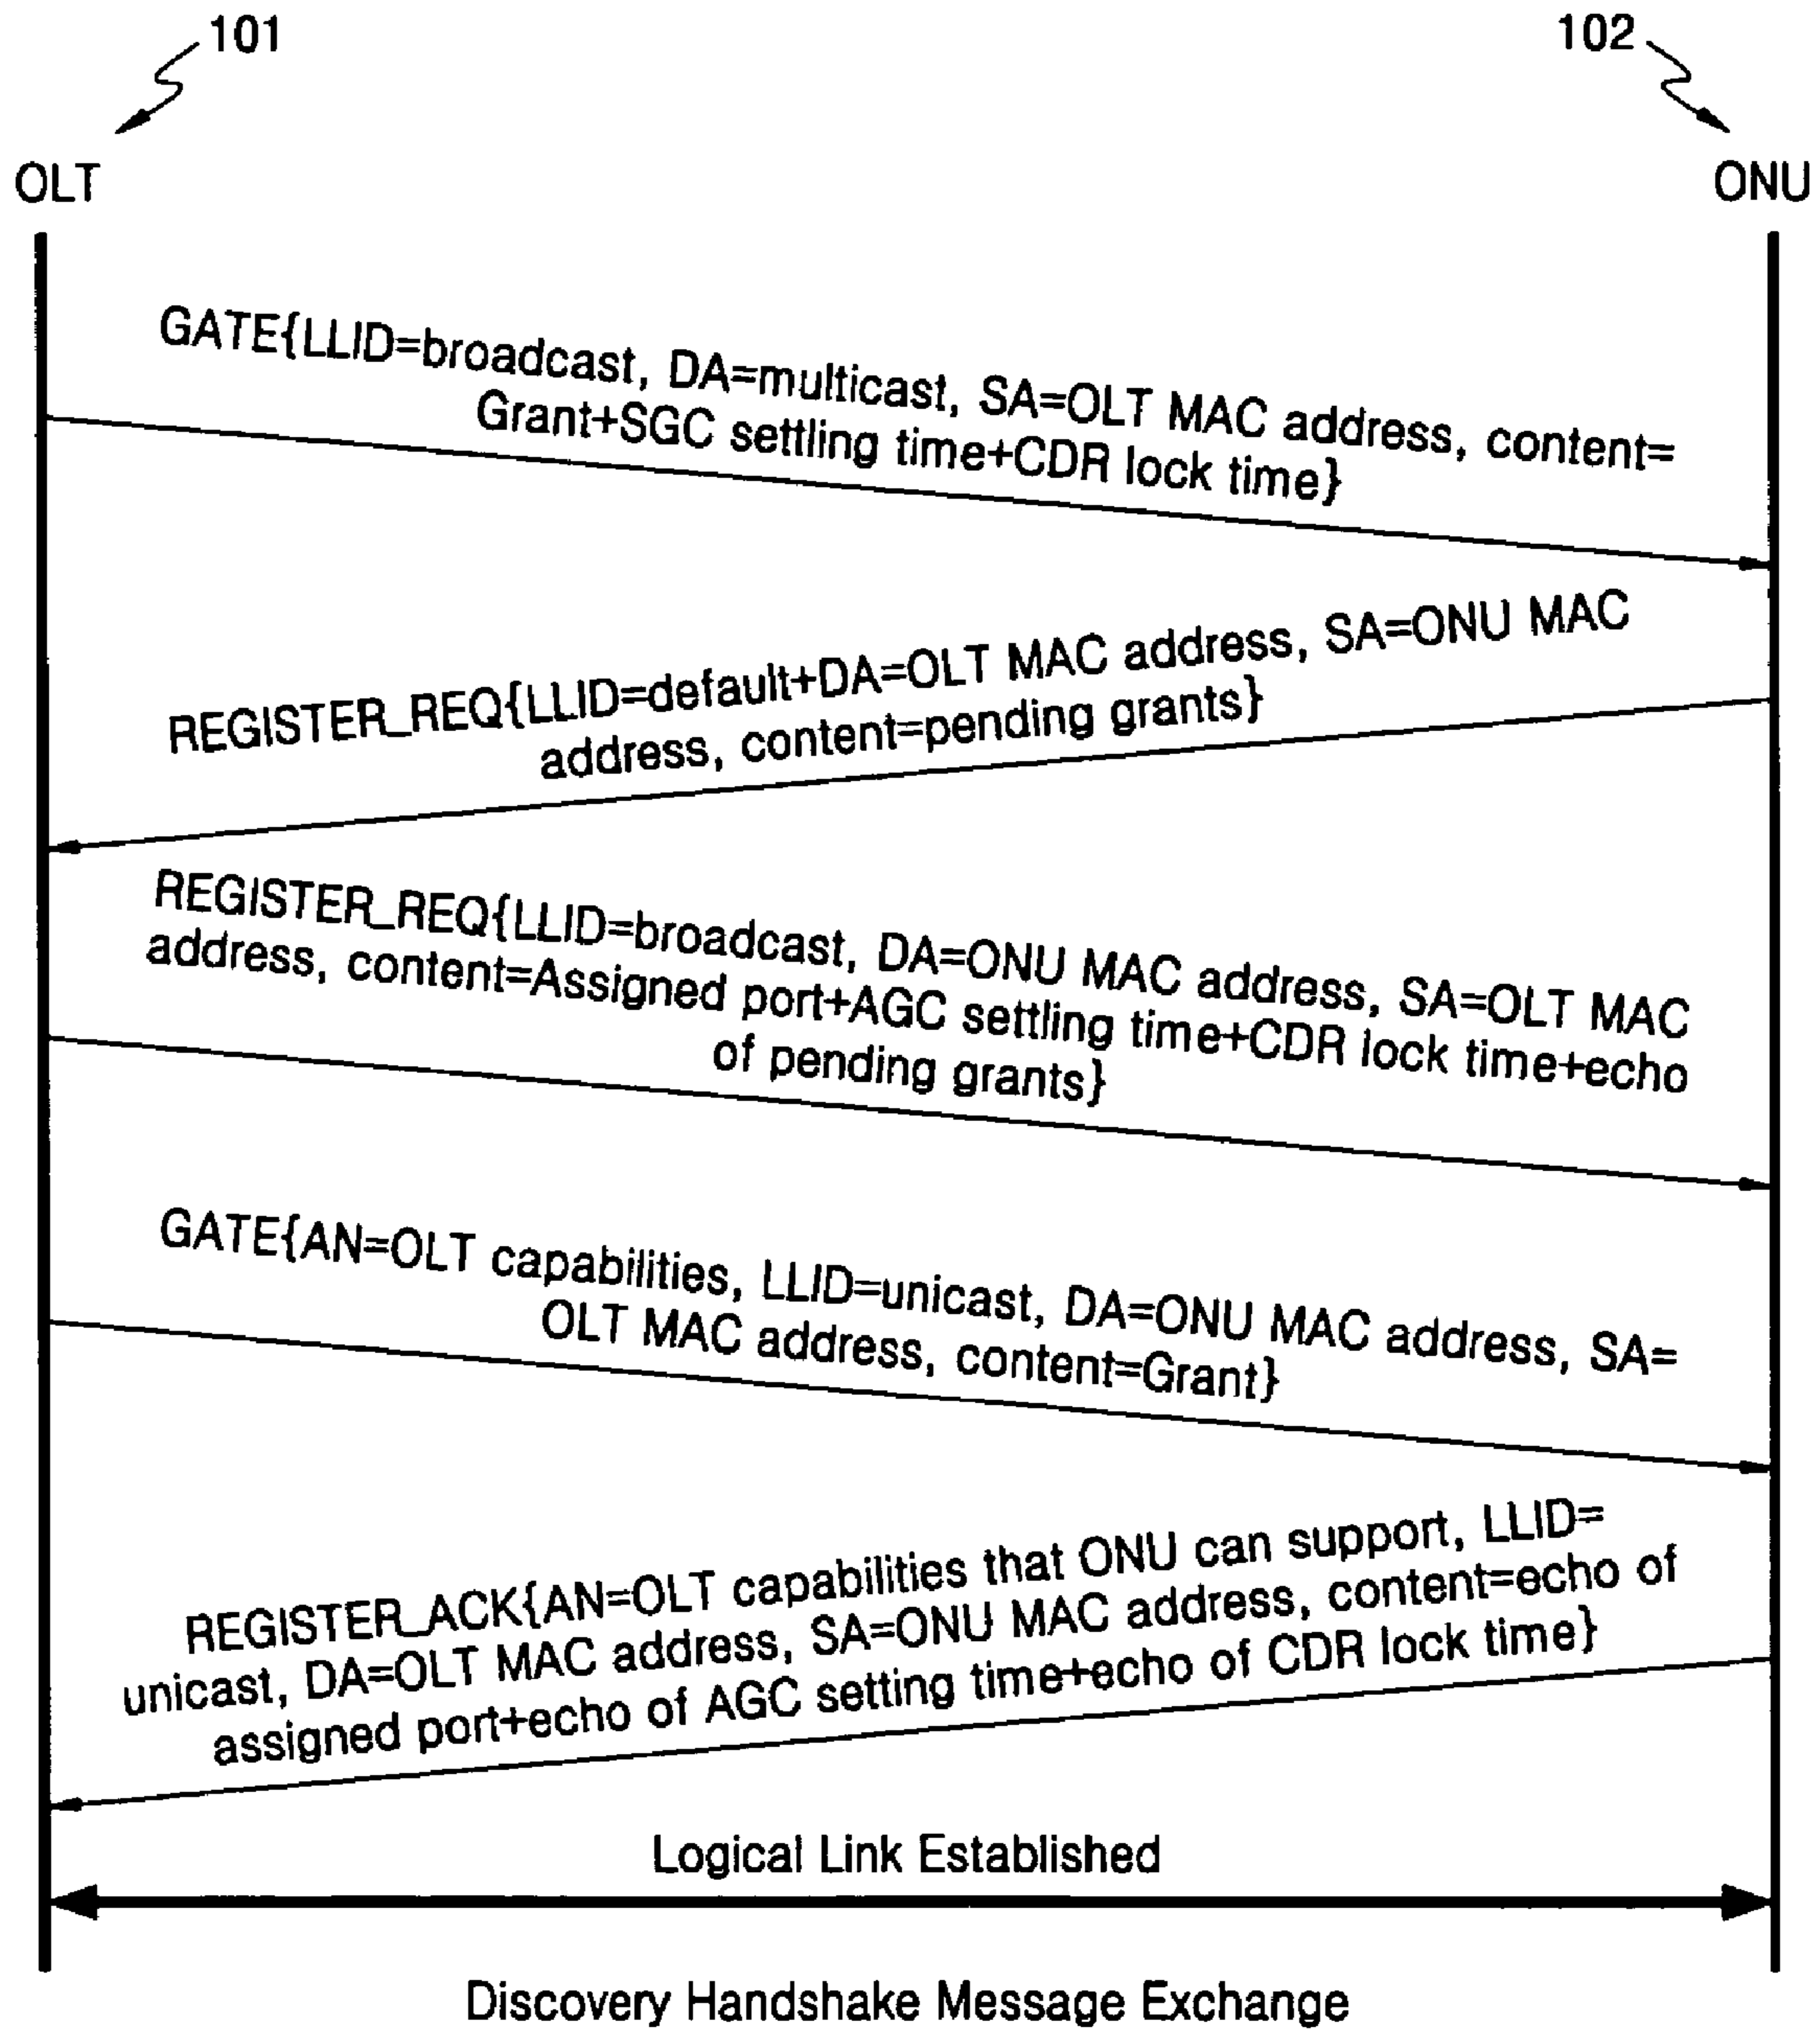 101
102
OLT
ONU
GATE{LLID=broadcast, DA=multicast, SA=OLT MAC address, content=
Grant+SGC settling time+CDR lock time}
REGISTER_REQ{LLID=default+DA=OLT MAC address, SA=ONU MAC
address, content=pending grants}
REGISTER_REQ{LLID=broadcast, DA=ONU MAC address, SA=OLT MAC
address, content=Assigned port+AGC settling time+CDR lock time+echo
of pending grants}
GATE{AN=OLT capabilities, LLID=unicast, DA=ONU MAC address, SA=
OLT MAC address, content=Grant}
REGISTER_ACK{AN=OLT capabilities that ONU can support, LLID=
unicast, DA=OLT MAC address, SA=ONU MAC address, content=echo of
assigned port+echo of AGC setting time+echo of CDR lock time}
Logical Link Established
Discovery Handshake Message Exchange